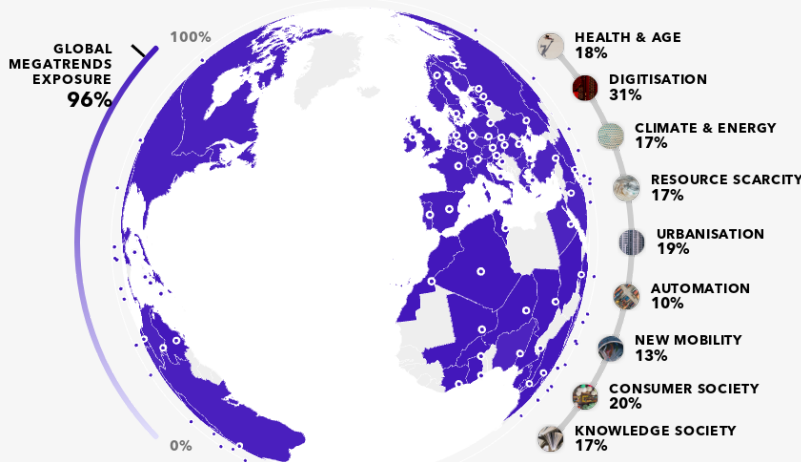 100%
GLOBAL
MEGATRENDS
EXPOSURE
96%
0%
HEALTH & AGE
18%
DIGITISATION
31%
CLIMATE & ENERGY
17%
RESOURCE SCARCITY
17%
URBANISATION
19%
AUTOMATION
10%
NEW MOBILITY
13%
CONSUMER SOCIETY
20%
KNOWLEDGE SOCIETY
17%